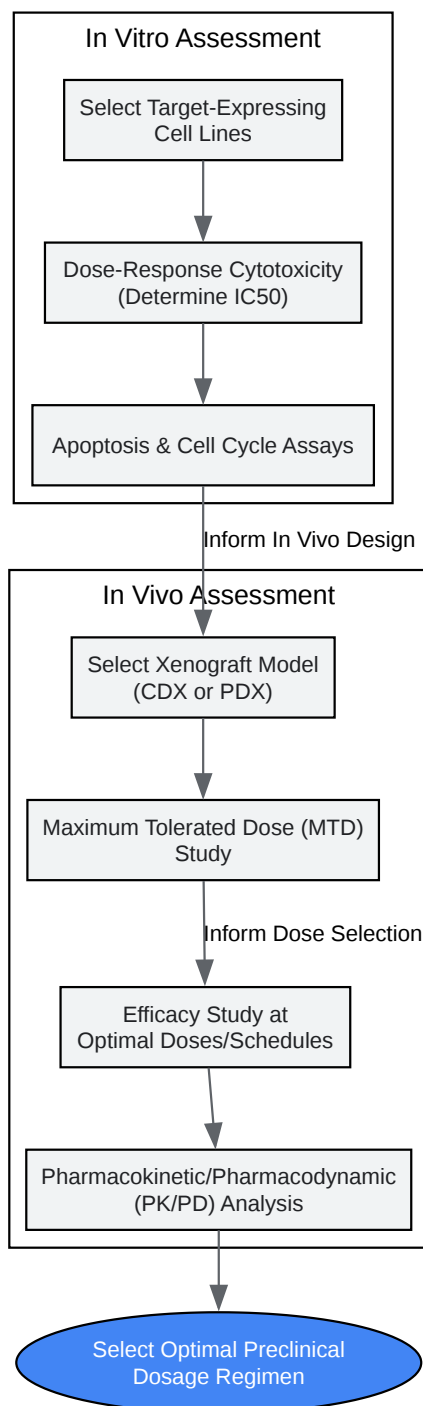 In Vitro Assessment
Select Target-Expressing
Cell Lines
Dose-Response Cytotoxicity
(Determine IC50)
Apoptosis & Cell Cycle Assays
Inform In Vivo Design
In Vivo Assessment
Select Xenograft Model
(CDX or PDX)
Maximum Tolerated Dose (MTD)
Study
Inform Dose Selection
Efficacy Study at
Optimal Doses/Schedules
Pharmacokinetic/Pharmacodynamic
(PK/PD) Analysis
Select Optimal Preclinical
Dosage Regimen